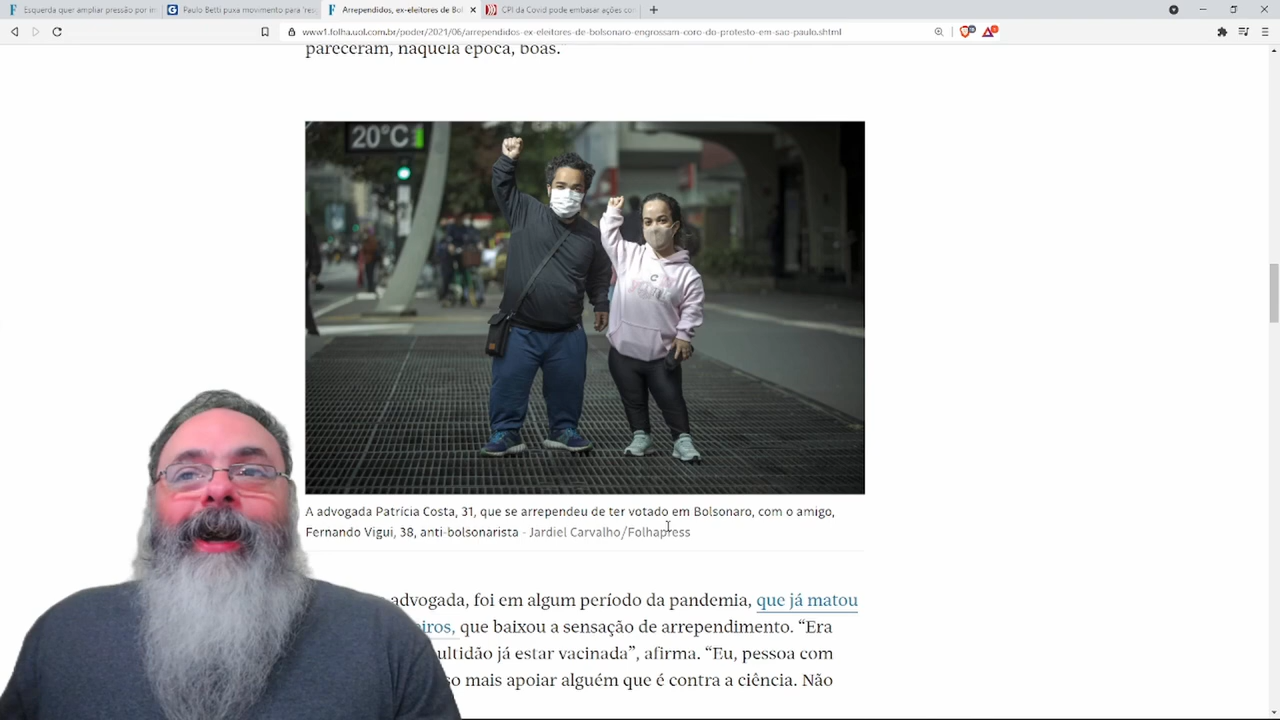 Esquerda quer ampliar pressão por im
Paulo Betti puxa movimento para 'res
Arrependidos, ex-eleitores de Bol
CPI da Covid pode embasar ações con
www1.folha.uol.com.br/poder/2021/06/arrependidos-ex-eleitores-de-bolsonaro-engrossam-coro-do-protesto-em-sao-paulo.shtml
pareceram, naquela época, boas."
20°C
A advogada Patrícia Costa, 31, que se arrependeu de ter votado em Bolsonaro, com o amigo,
Fernando Vigui, 38, anti-bolsonarista - Jardiel Carvalho/Folhapress
advogada, foi em algum período da pandemia, que já matou
eiros, que baixou a sensação de arrependimento. "Era
ultidão já estar vacinada", afirma. "Eu, pessoa com
so mais apoiar alguém que é contra a ciência. Não